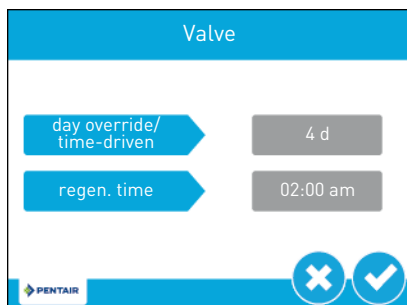 Valve
day override/
time-driven
4 d
regen. time
02:00 am
PENTAIR